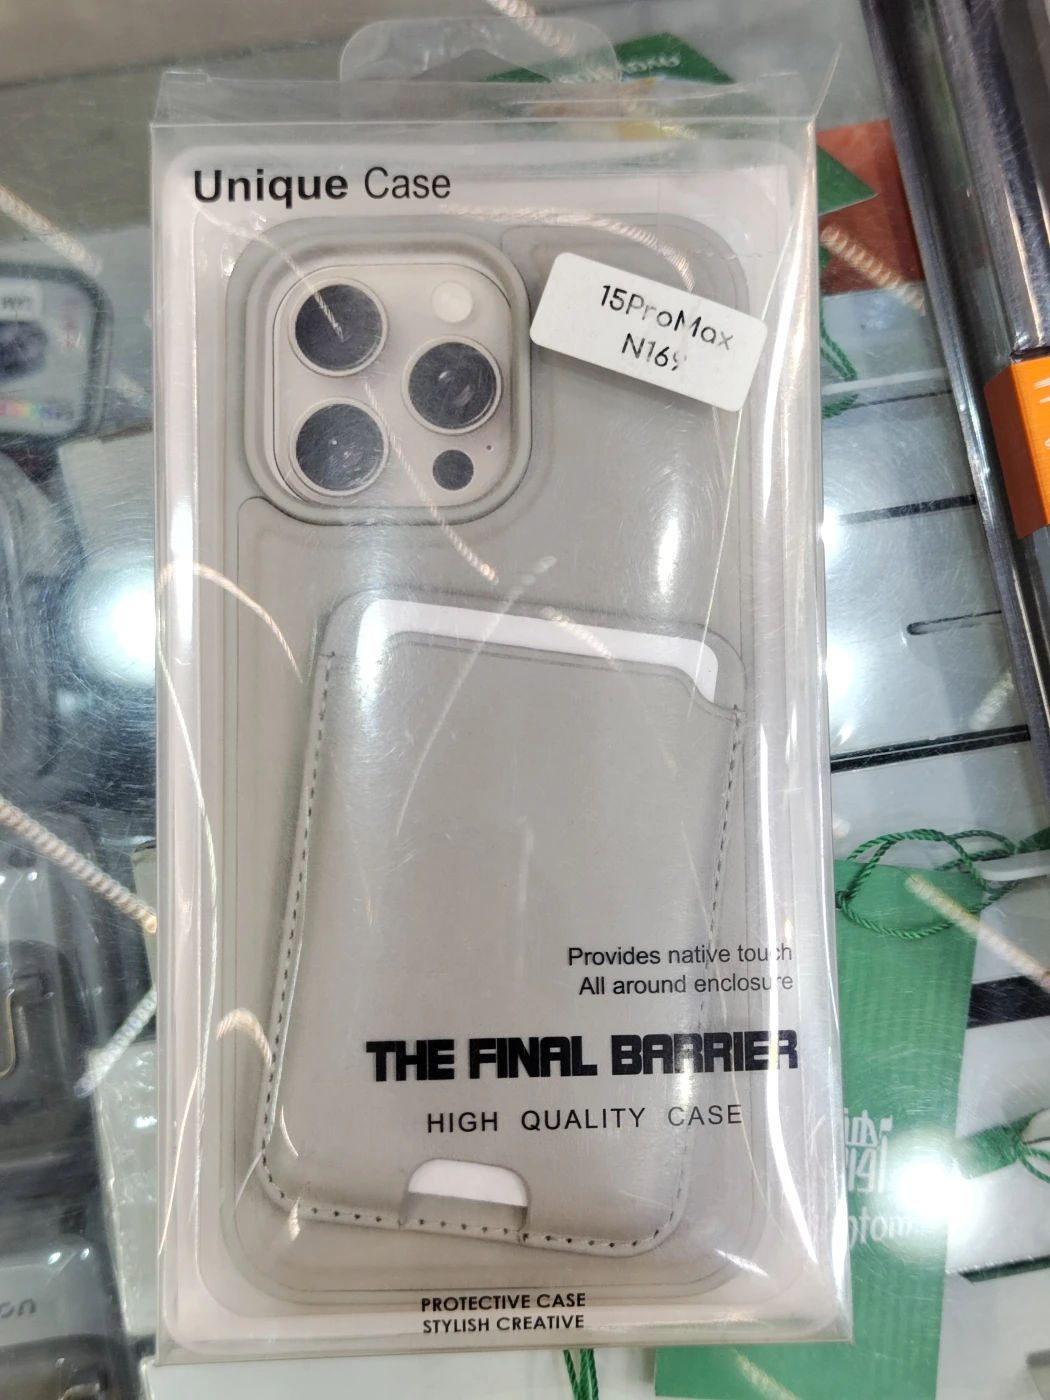 Unique Case
15ProMax
N169
Provides native touch
All around enclosure
THE FINAL BARRIER
HIGH QUALITY CASE
PROTECTIVE CASE
STYLISH CREATIVE